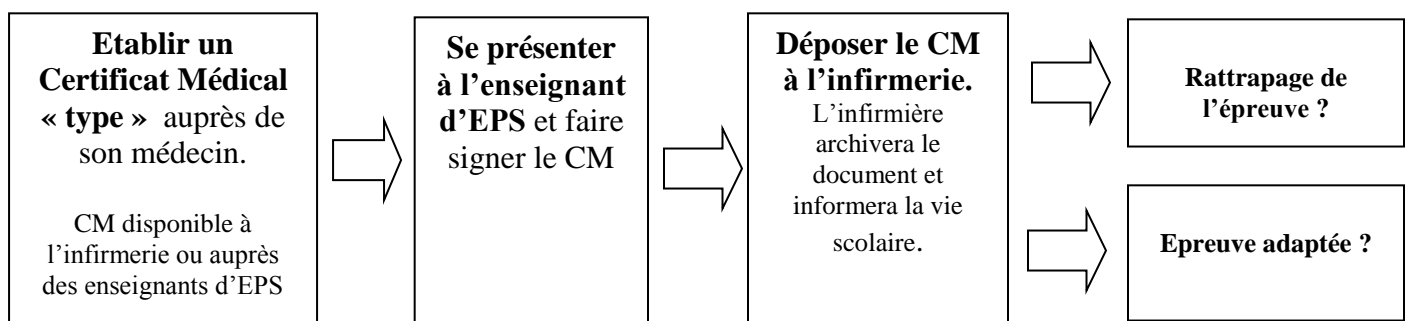 Etablir un
Certificat Médical
« type » auprès de
son médecin.
CM disponible à
l’infirmerie ou auprès
des enseignants d’EPS
Se présenter
à l’enseignant
d’EPS et faire
signer le CM
Déposer le CM
à l’infirmerie.
L’infirmière
archivera le
document et
informera la vie
scolaire.
Rattrapage de
l’épreuve ?
Epreuve adaptée ?